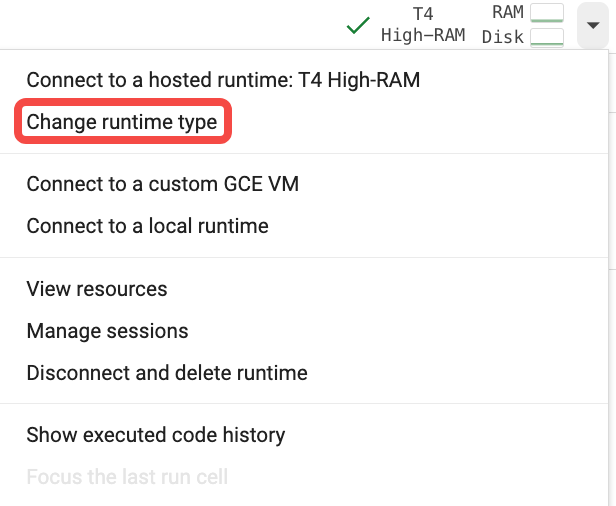 T4 RAM
High-RAM Disk
Connect to a hosted runtime: T4 High-RAM
Change runtime type
Connect to a custom GCE VM
Connect to a local runtime
View resources
Manage sessions
Disconnect and delete runtime
Show executed code history
Focus the last run cell